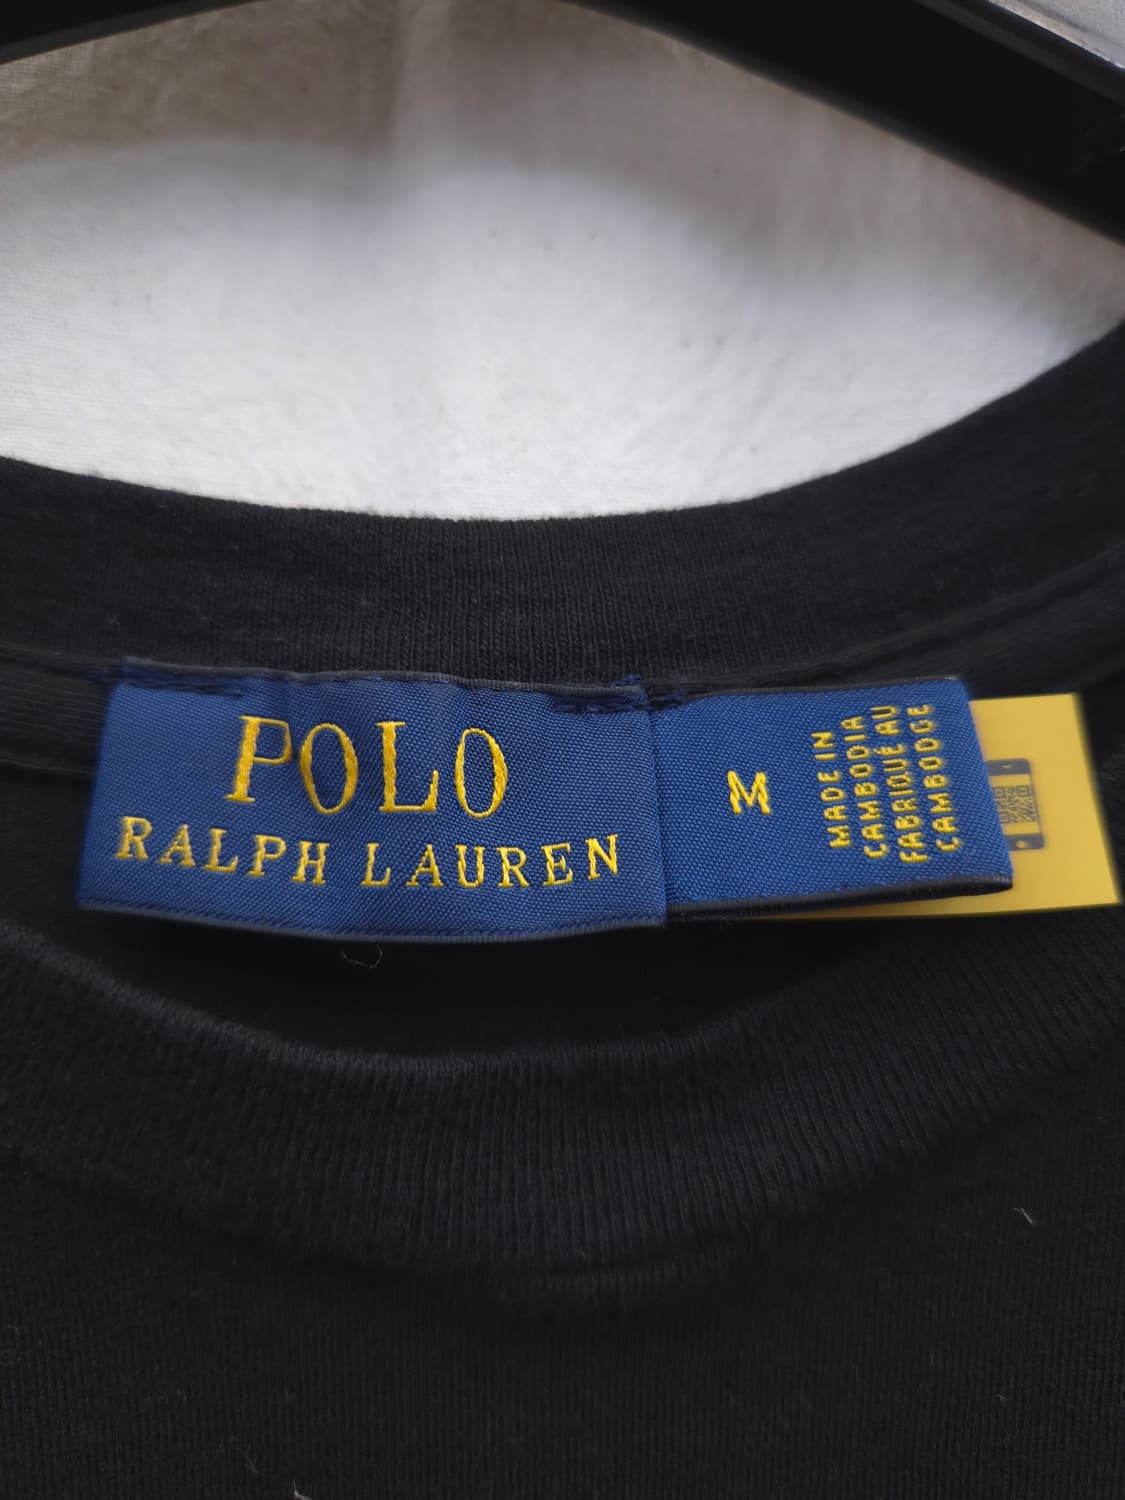 POLO
RALPH LAUREN
M
MADE IN
CAMBODIA
FABRIQUÉ AU
CAMBODGE